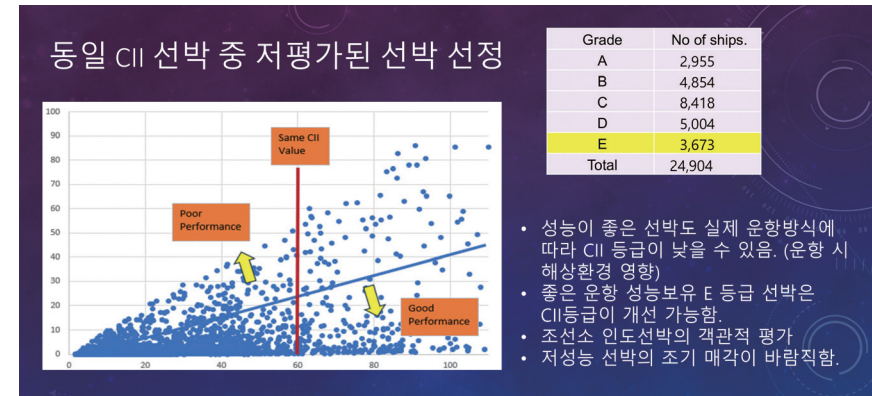 동일 CII 선박 중 저평가된 선박 선정
Grade No of ships.
A 2,955
B 4,854
C 8,418
D 5,004
E 3,673
Total 24,904
100
90
80
70
60
50
40
30
20
10
0
0 20 40 60 80 100
Same CII
Value
Poor
Performance
Good
Performance
• 성능이 좋은 선박도 실제 운항방식에
따라 CII 등급이 낮을 수 있음. (운항 시
해상환경 영향)
• 좋은 운항 성능보유 E 등급 선박은
CII등급이 개선 가능함.
• 조선소 인도선박의 객관적 평가
• 저성능 선박의 조기 매각이 바람직함.